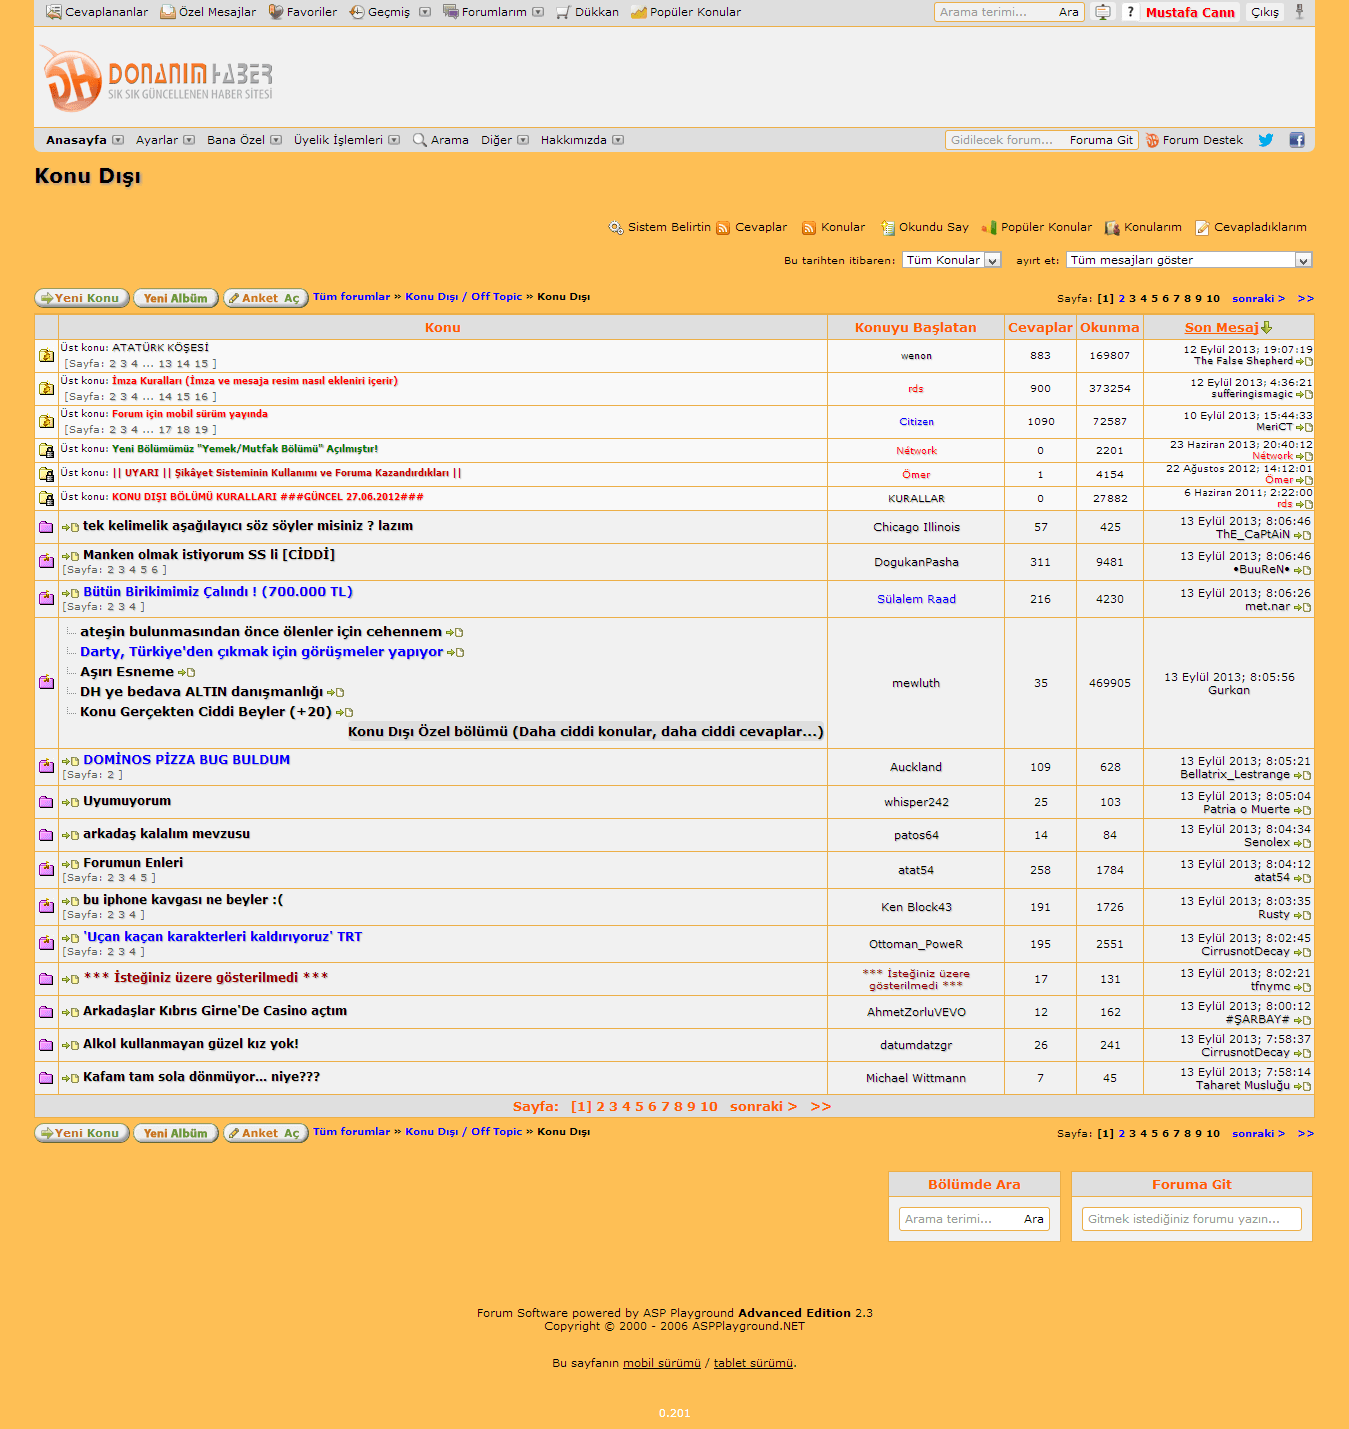 Cevaplananlar Özel Mesajlar Favoriler Geçmiş Forumlarım Dükkan Popüler Konular Arama terimi... Ara ? Mustafa Cann Çıkış
DH DONANIM HABER
SIK SIK GÜNCELLENEN HABER SİTESİ
Anasayfa Ayarlar Bana Özel Üyelik İşlemleri Arama Diğer Hakkımızda Gidilecek forum... Foruma Git Forum Destek
Konu Dışı
Sistem Belirtin Cevaplar Konular Okundu Say Popüler Konular Konularım Cevapladıklarım
Bu tarihten itibaren: Tüm Konular ayırt et: Tüm mesajları göster
Yeni Konu Yeni Albüm Anket Aç Tüm forumlar » Konu Dışı / Off Topic » Konu Dışı Sayfa: [1] 2 3 4 5 6 7 8 9 10 sonraki > >>
Konu Konuyu Başlatan Cevaplar Okunma Son Mesaj
Üst konu: ATATÜRK KÖŞESİ
[Sayfa: 2 3 4 ... 13 14 15 ]
wenon 883 169807
12 Eylül 2013; 19:07:19
The False Shepherd
Üst konu: İmza Kuralları (İmza ve mesaja resim nasıl ekleniri içerir)
[Sayfa: 2 3 4 ... 14 15 16 ]
rds 900 373254
12 Eylül 2013; 4:36:21
sufferingismagic
Üst konu: Forum için mobil sürüm yayında
[Sayfa: 2 3 4 ... 17 18 19 ]
Citizen 1090 72587
10 Eylül 2013; 15:44:33
MeriCT
Üst konu: Yeni Bölümümüz "Yemek/Mutfak Bölümü" Açılmıştır!
Nétwork 0 2201
23 Haziran 2013; 20:40:12
Nétwork
Üst konu: || UYARI || Şikâyet Sisteminin Kullanımı ve Foruma Kazandırdıkları ||
Ömer 1 4154
22 Ağustos 2012; 14:12:01
Ömer
Üst konu: KONU DIŞI BÖLÜMÜ KURALLARI ###GÜNCEL 27.06.2012###
KURALLAR 0 27882
6 Haziran 2011; 2:22:00
rds
tek kelimelik aşağılayıcı söz söyler misiniz ? lazım
Chicago Illinois 57 425
13 Eylül 2013; 8:06:46
ThE_CaPtAiN
Manken olmak istiyorum SS li [CİDDİ]
[Sayfa: 2 3 4 5 6 ]
DogukanPasha 311 9481
13 Eylül 2013; 8:06:46
•BuuReN•
Bütün Birikimimiz Çalındı ! (700.000 TL)
[Sayfa: 2 3 4 ]
Sülalem Raad 216 4230
13 Eylül 2013; 8:06:26
met.nar
ateşin bulunmasından önce ölenler için cehennem
Darty, Türkiye'den çıkmak için görüşmeler yapıyor
Aşırı Esneme
DH ye bedava ALTIN danışmanlığı
Konu Gerçekten Ciddi Beyler (+20)
Konu Dışı Özel bölümü (Daha ciddi konular, daha ciddi cevaplar...)
mewluth 35 469905
13 Eylül 2013; 8:05:56
Gurkan
DOMİNOS PİZZA BUG BULDUM
[Sayfa: 2 ]
Auckland 109 628
13 Eylül 2013; 8:05:21
Bellatrix_Lestrange
Uyumuyorum
whisper242 25 103
13 Eylül 2013; 8:05:04
Patria o Muerte
arkadaş kalalım mevzusu
patos64 14 84
13 Eylül 2013; 8:04:34
Senolex
Forumun Enleri
[Sayfa: 2 3 4 5 ]
atat54 258 1784
13 Eylül 2013; 8:04:12
atat54
bu iphone kavgası ne beyler :(
[Sayfa: 2 3 4 ]
Ken Block43 191 1726
13 Eylül 2013; 8:03:35
Rusty
'Uçan kaçan karakterleri kaldırıyoruz' TRT
[Sayfa: 2 3 4 ]
Ottoman_PoweR 195 2551
13 Eylül 2013; 8:02:45
CirrusnotDecay
*** İsteğiniz üzere gösterilmedi ***
*** İsteğiniz üzere
gösterilmedi ***
17 131
13 Eylül 2013; 8:02:21
tfnymc
Arkadaşlar Kıbrıs Girne'De Casino açtım
AhmetZorluVEVO 12 162
13 Eylül 2013; 8:00:12
#ŞARBAY#
Alkol kullanmayan güzel kız yok!
datumdatzgr 26 241
13 Eylül 2013; 7:58:37
CirrusnotDecay
Kafam tam sola dönmüyor... niye???
Michael Wittmann 7 45
13 Eylül 2013; 7:58:14
Taharet Musluğu
Sayfa: [1] 2 3 4 5 6 7 8 9 10 sonraki > >>
Yeni Konu Yeni Albüm Anket Aç Tüm forumlar » Konu Dışı / Off Topic » Konu Dışı Sayfa: [1] 2 3 4 5 6 7 8 9 10 sonraki > >>
Bölümde Ara Foruma Git
Arama terimi... Ara Gitmek istediğiniz forumu yazın...
Forum Software powered by ASP Playground Advanced Edition 2.3
Copyright © 2000 - 2006 ASPPlayground.NET
Bu sayfanın mobil sürümü / tablet sürümü.
0.201